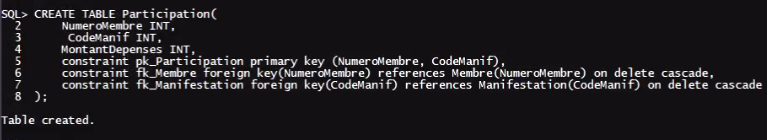 SQL> CREATE TABLE Participation(
  2      NumeroMembre INT,
  3       CodeManif INT,
  4      MontantDepenses INT,
  5      constraint pk_Participation primary key (NumeroMembre, CodeManif),
  6      constraint fk_Membre foreign key(NumeroMembre) references Membre(NumeroMembre) on delete cascade,
  7      constraint fk_Manifestation foreign key(CodeManif) references Manifestation(CodeManif) on delete cascade
  8  );
Table created.